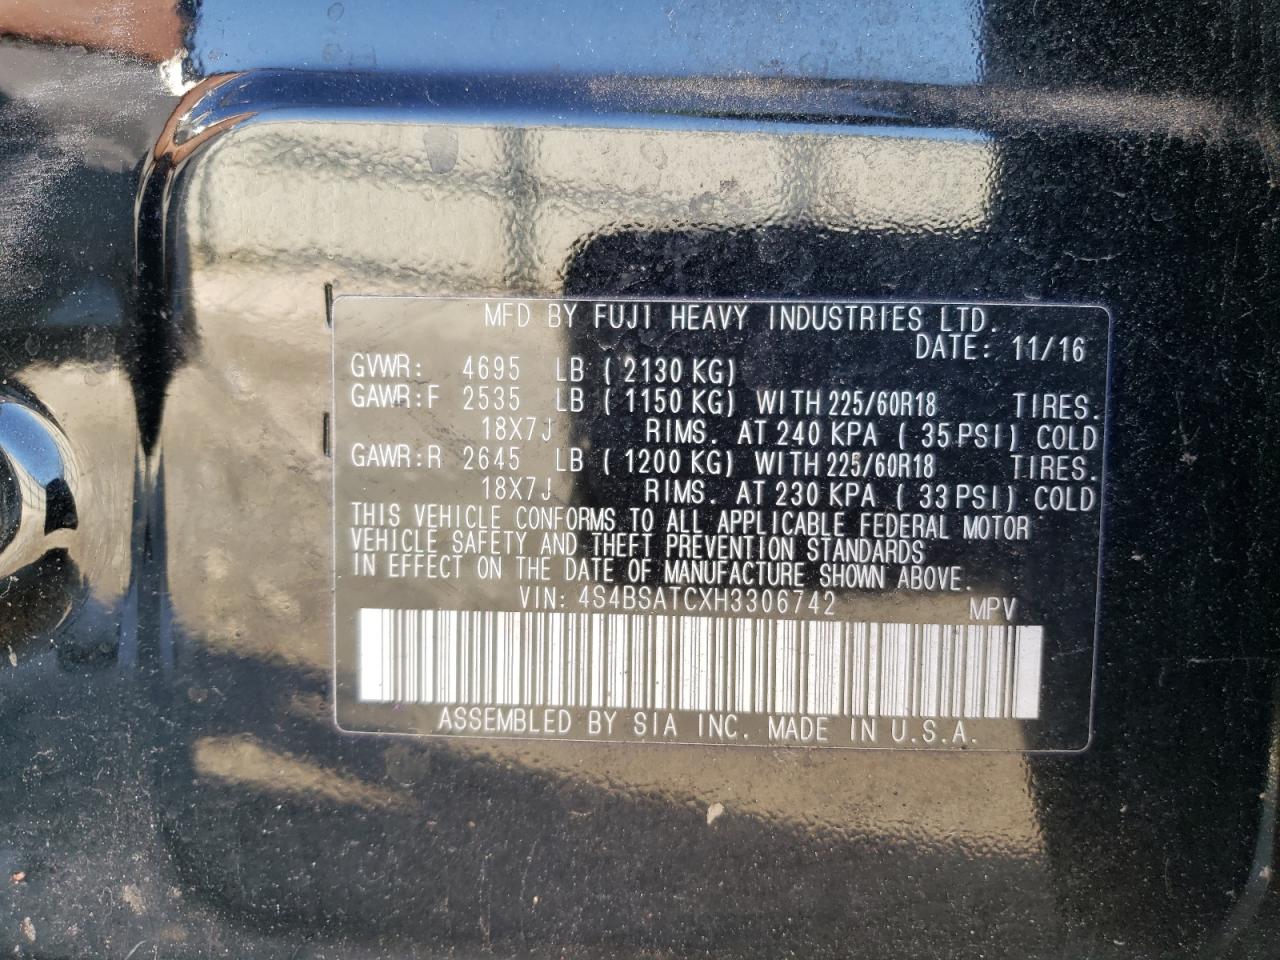 MFD BY FUJI HEAVY INDUSTRIES LTD.
DATE: 11/16
GVWR: 4695 LB ( 2130 KG)
GAWR:F 2535 LB ( 1150 KG) WITH 225/60R18 TIRES.
18X7J RIMS. AT 240 KPA ( 35 PSI) COLD
GAWR:R 2645 LB ( 1200 KG) WITH 225/60R18 TIRES.
18X7J RIMS. AT 230 KPA ( 33 PSI) COLD
THIS VEHICLE CONFORMS TO ALL APPLICABLE FEDERAL MOTOR
VEHICLE SAFETY AND THEFT PREVENTION STANDARDS
IN EFFECT ON THE DATE OF MANUFACTURE SHOWN ABOVE.
VIN: 4S4BSATCXH3306742 MPV
ASSEMBLED BY SIA INC. MADE IN U.S.A.